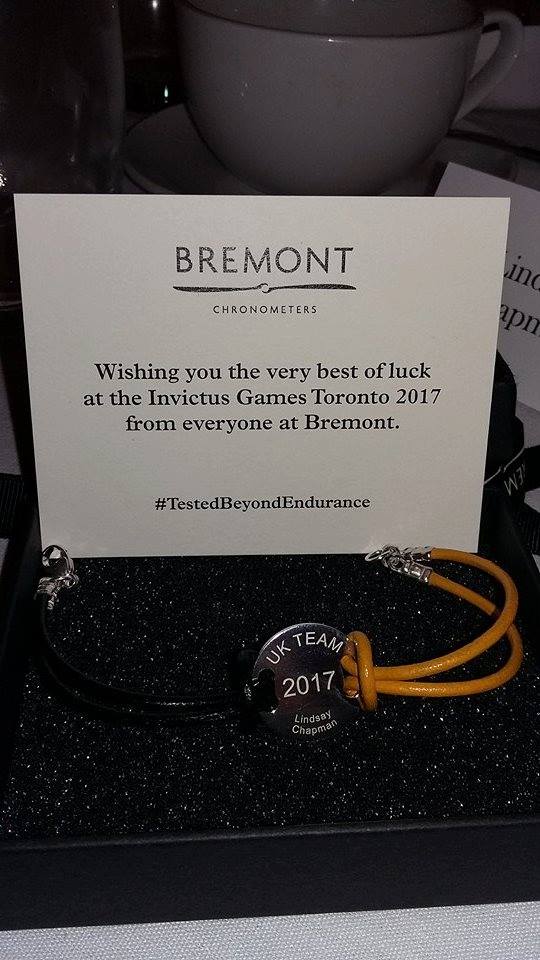 BREMONT
CHRONOMETERS
Wishing you the very best of luck
at the Invictus Games Toronto 2017
from everyone at Bremont.
#TestedBeyondEndurance
UK TEAM
2017
Lindsay
Chapman